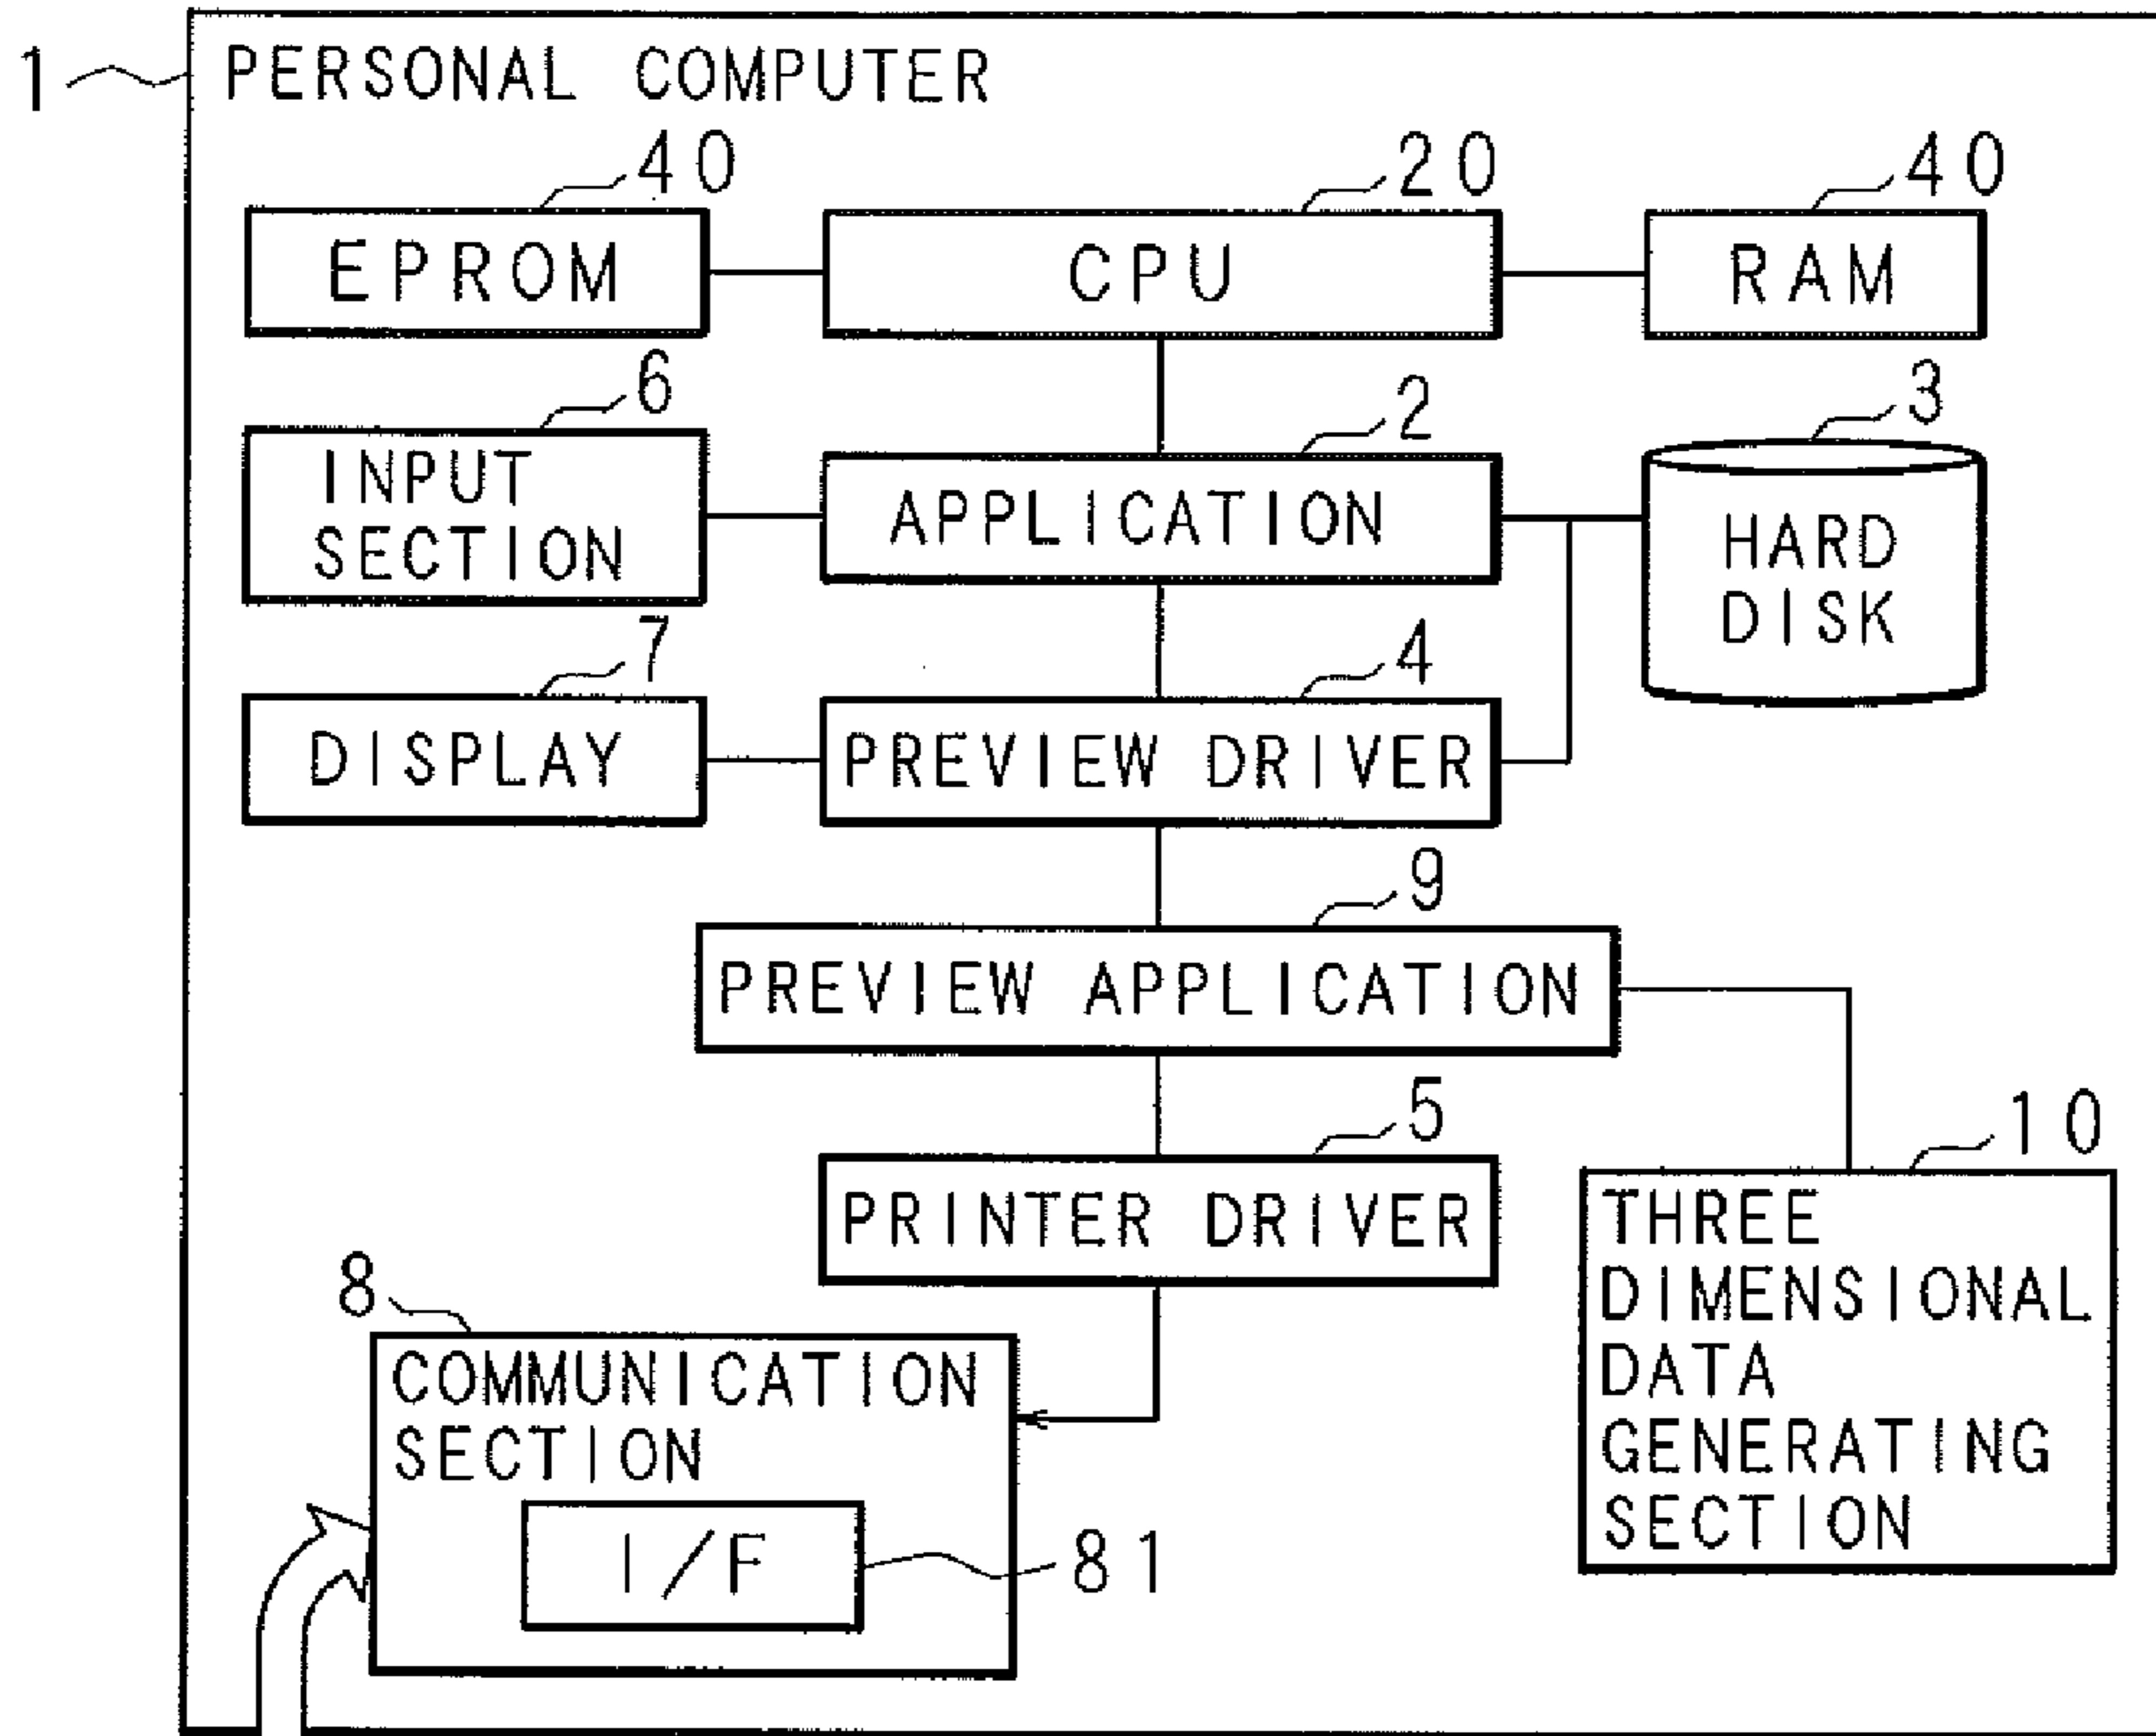 1
PERSONAL COMPUTER
40
20
40
EPROM
CPU
RAM
6
2
3
INPUT
SECTION
APPLICATION
HARD
DISK
7
4
DISPLAY
PREVIEW DRIVER
9
PREVIEW APPLICATION
5
10
PRINTER DRIVER
THREE
DIMENSIONAL
DATA
GENERATING
SECTION
8
COMMUNICATION
SECTION
I/F
81